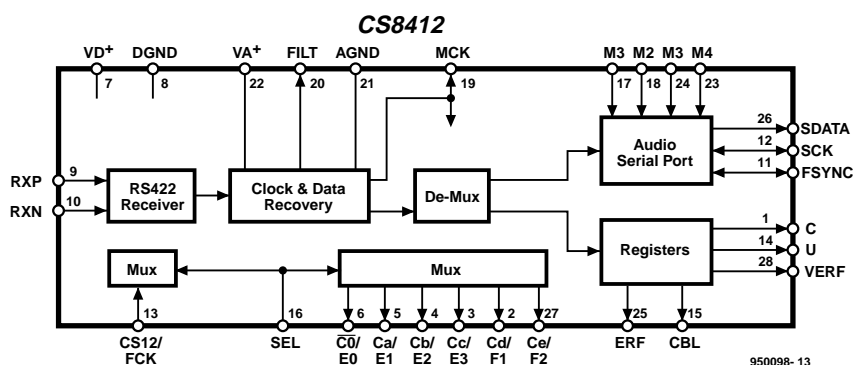 CS8412
VD+ DGND VA+ FILT AGND MCK M3 M2 M3 M4
7 8 22 20 21 19 17 18 24 23
RXP 9
RXN 10
RS422
Receiver
Clock & Data
Recovery
De-Mux
Audio
Serial Port
26 SDATA
12 SCK
11 FSYNC
Registers
1 C
14 U
28 VERF
Mux
Mux
13 16 6 5 4 3 2 27 25 15
CS12/
FCK
SEL
C0/
E0
Ca/
E1
Cb/
E2
Cc/
E3
Cd/
F1
Ce/
F2
ERF
CBL
950098- 13